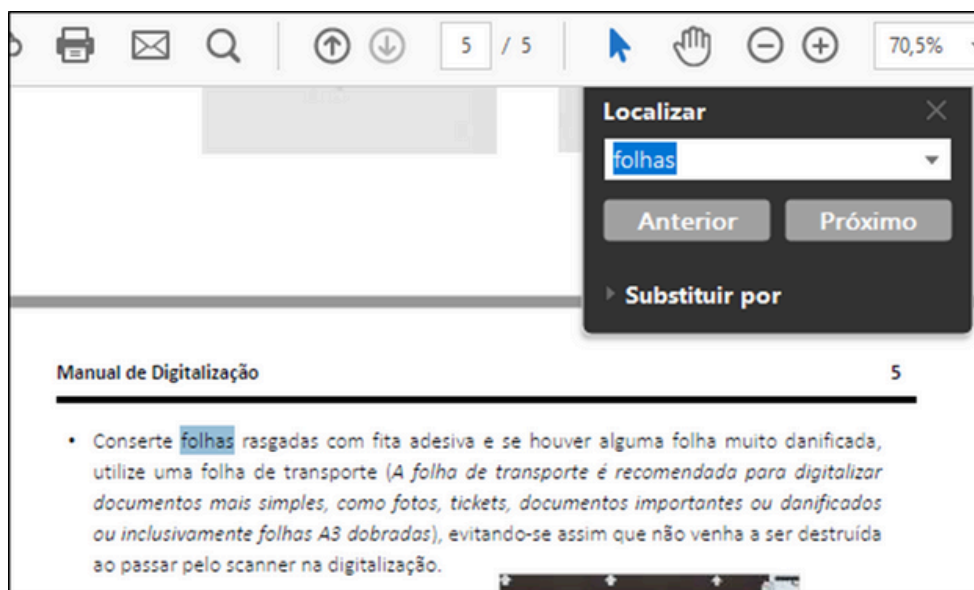 5 / 5
70,5%
Localizar
folhas
Anterior
Próximo
Substituir por
Manual de Digitalização
5
• Conserte folhas rasgadas com fita adesiva e se houver alguma folha muito danificada,
utilize uma folha de transporte (A folha de transporte é recomendada para digitalizar
documentos mais simples, como fotos, tickets, documentos importantes ou danificados
ou inclusivamente folhas A3 dobradas), evitando-se assim que não venha a ser destruída
ao passar pelo scanner na digitalização.